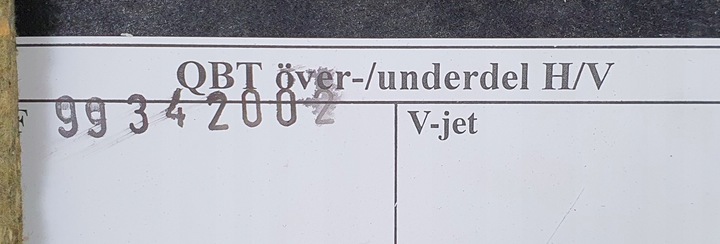 QBT över-/underdel H/V
F 99342002
V-jet